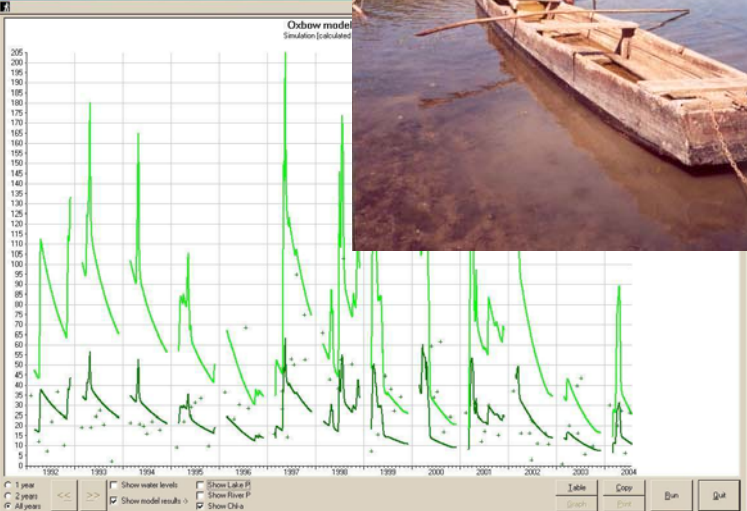 Oxbow model
Simulation [calculated
205
200
195
190
185
180
175
170
165
160
155
150
145
140
135
130
125
120
115
110
105
100
95
90
85
80
75
70
65
60
55
50
45
40
35
30
25
20
15
10
5
0
1992 1993 1994 1995 1996 1997 1998 1999 2000 2001 2002 2003 2004
1 year
2 years
All years
<< >>
Show water levels
Show model results ->
Show Lake P
Show River P
Show Chl-a
Table
Graph
Copy
Print
Run
Quit